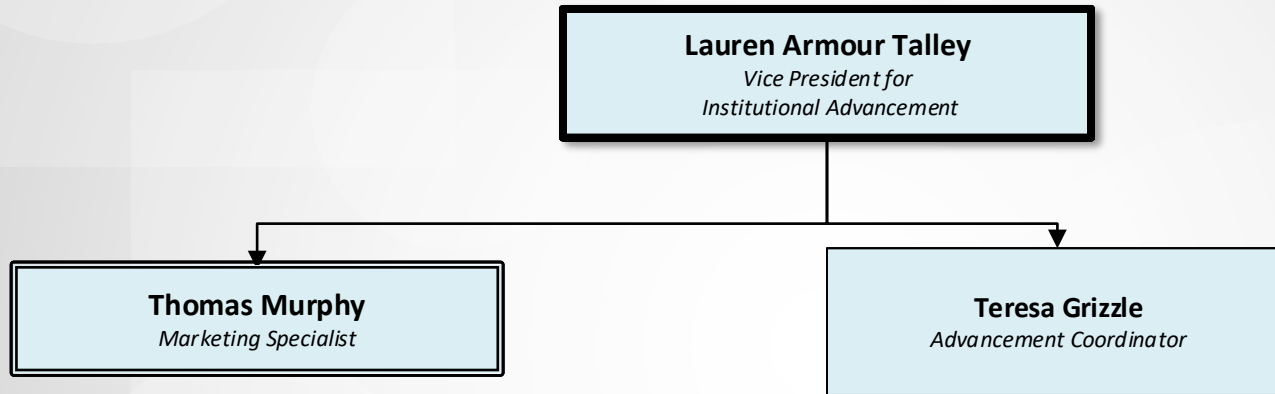 Lauren Armour Talley
Vice President for
Institutional Advancement
Thomas Murphy
Marketing Specialist
Teresa Grizzle
Advancement Coordinator